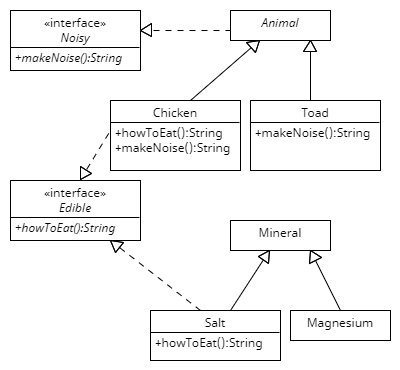 «interface»
Noisy
+makeNoise():String
Animal
Chicken
+howToEat():String
+makeNoise():String
Toad
+makeNoise():String
«interface»
Edible
+howToEat():String
Mineral
Salt
+howToEat():String
Magnesium